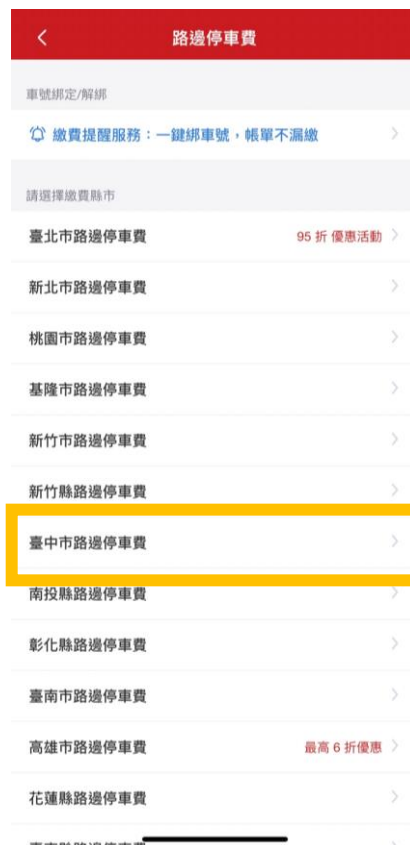 路邊停車費
車號綁定/解綁
繳費提醒服務：一鍵綁車號，帳單不漏繳
請選擇繳費縣市
臺北市路邊停車費 95 折 優惠活動
新北市路邊停車費
桃園市路邊停車費
基隆市路邊停車費
新竹市路邊停車費
新竹縣路邊停車費
臺中市路邊停車費
南投縣路邊停車費
彰化縣路邊停車費
臺南市路邊停車費
高雄市路邊停車費 最高 6 折優惠
花蓮縣路邊停車費